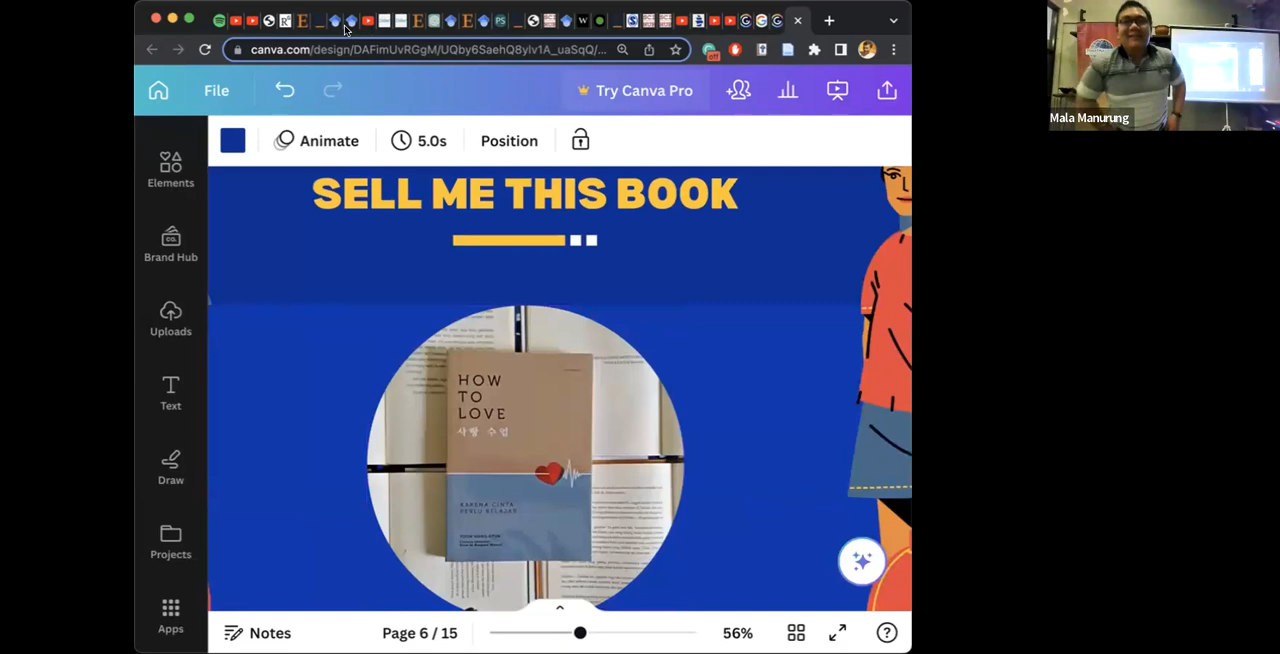 canva.com/design/DAFimUvRGgM/UQby6SaehQ8ylv1A_uaSqQ/...
File
Try Canva Pro
Mala Manurung
Animate
5.0s
Position
Elements
Brand Hub
Uploads
Text
Draw
Projects
Apps
SELL ME THIS BOOK
HOW
TO
LOVE
사랑 수업
KARENA CINTA
PERLU BELAJAR
Notes
Page 6 / 15
56%